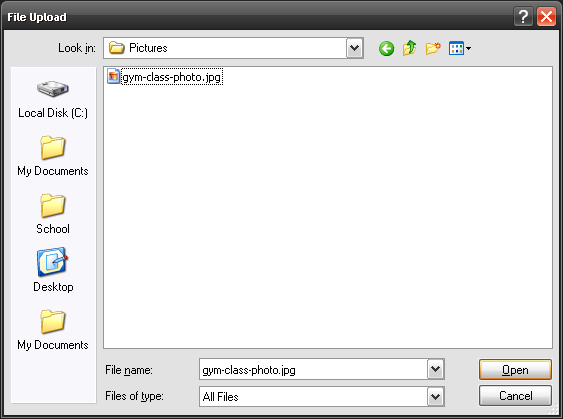 File Upload
?
Look in:
Pictures
gym-class-photo.jpg
Local Disk (C:)
My Documents
School
Desktop
My Documents
File name:
gym-class-photo.jpg
Open
Files of type:
All Files
Cancel